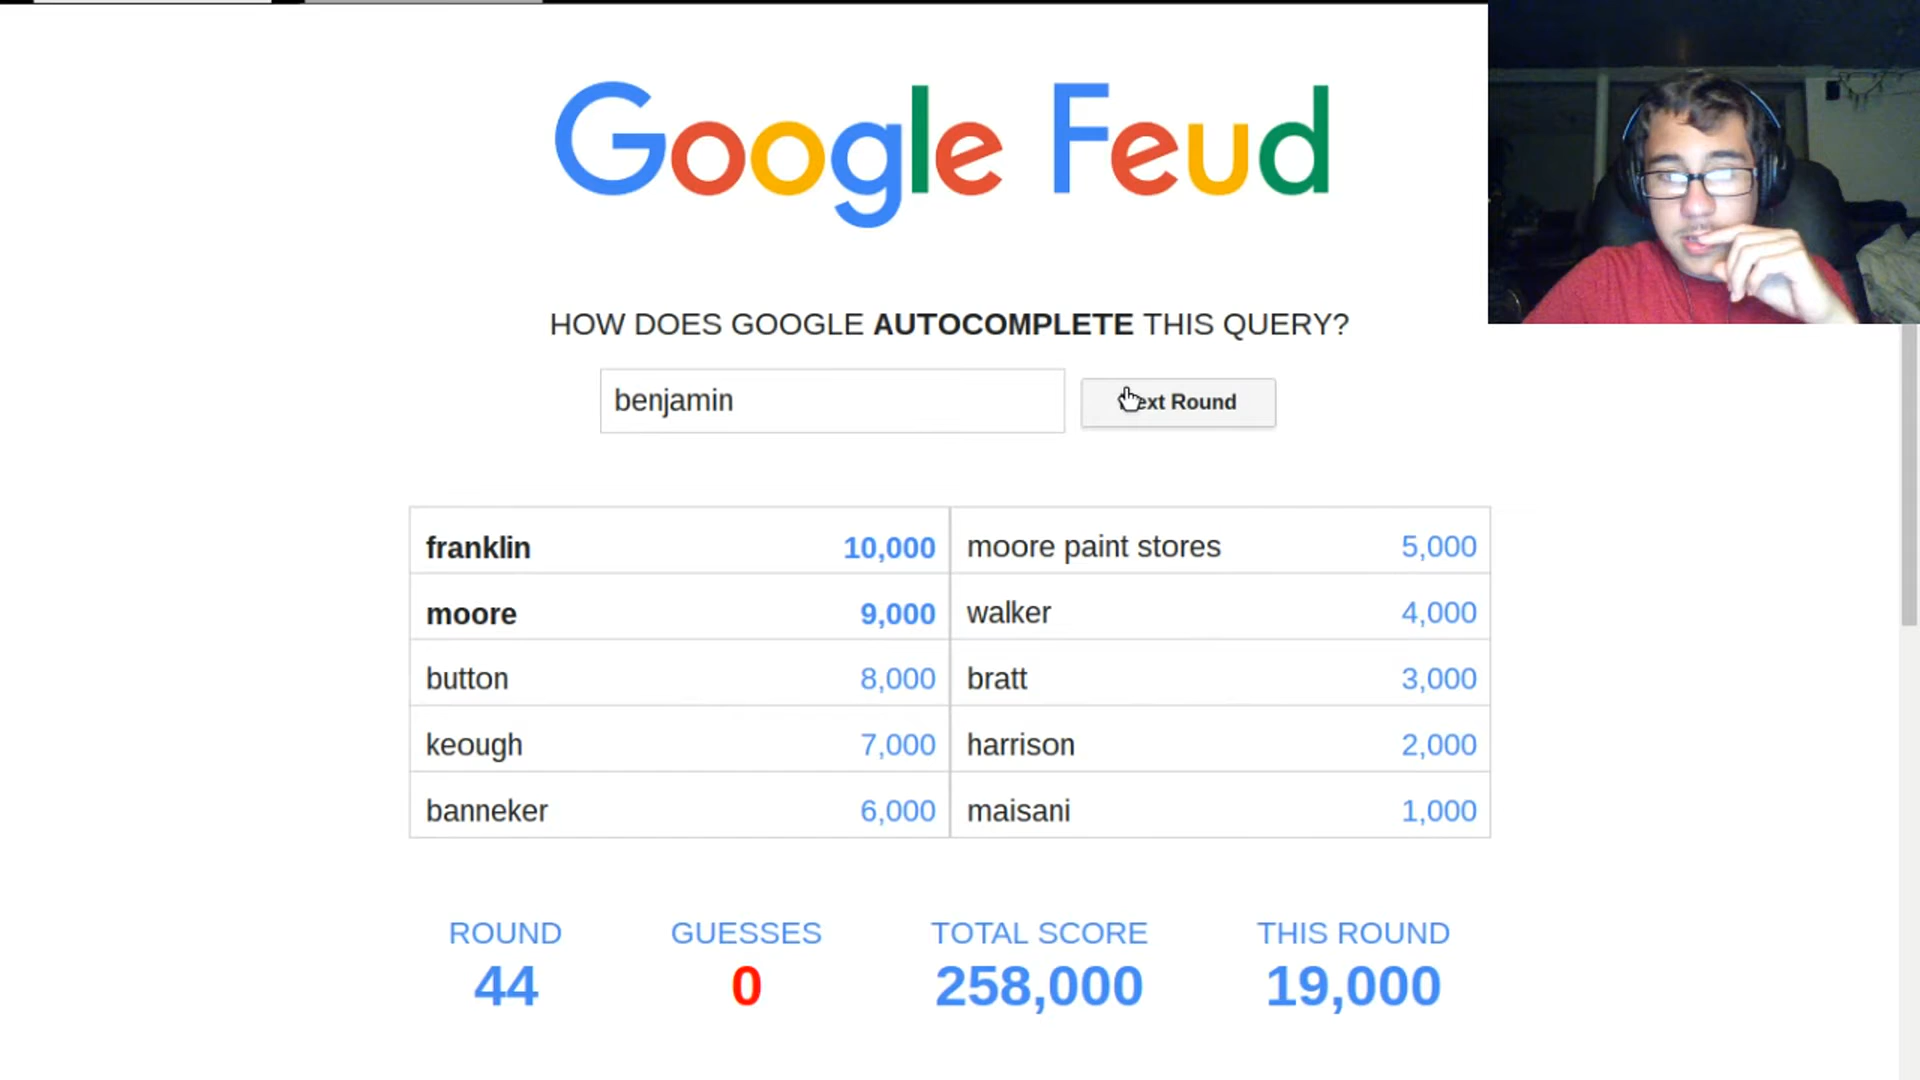 Google Feud
HOW DOES GOOGLE AUTOCOMPLETE THIS QUERY?
benjamin
ext Round
franklin 10,000 moore paint stores 5,000
moore 9,000 walker 4,000
button 8,000 bratt 3,000
keough 7,000 harrison 2,000
banneker 6,000 maisani 1,000
ROUND GUESSES TOTAL SCORE THIS ROUND
44 0 258,000 19,000